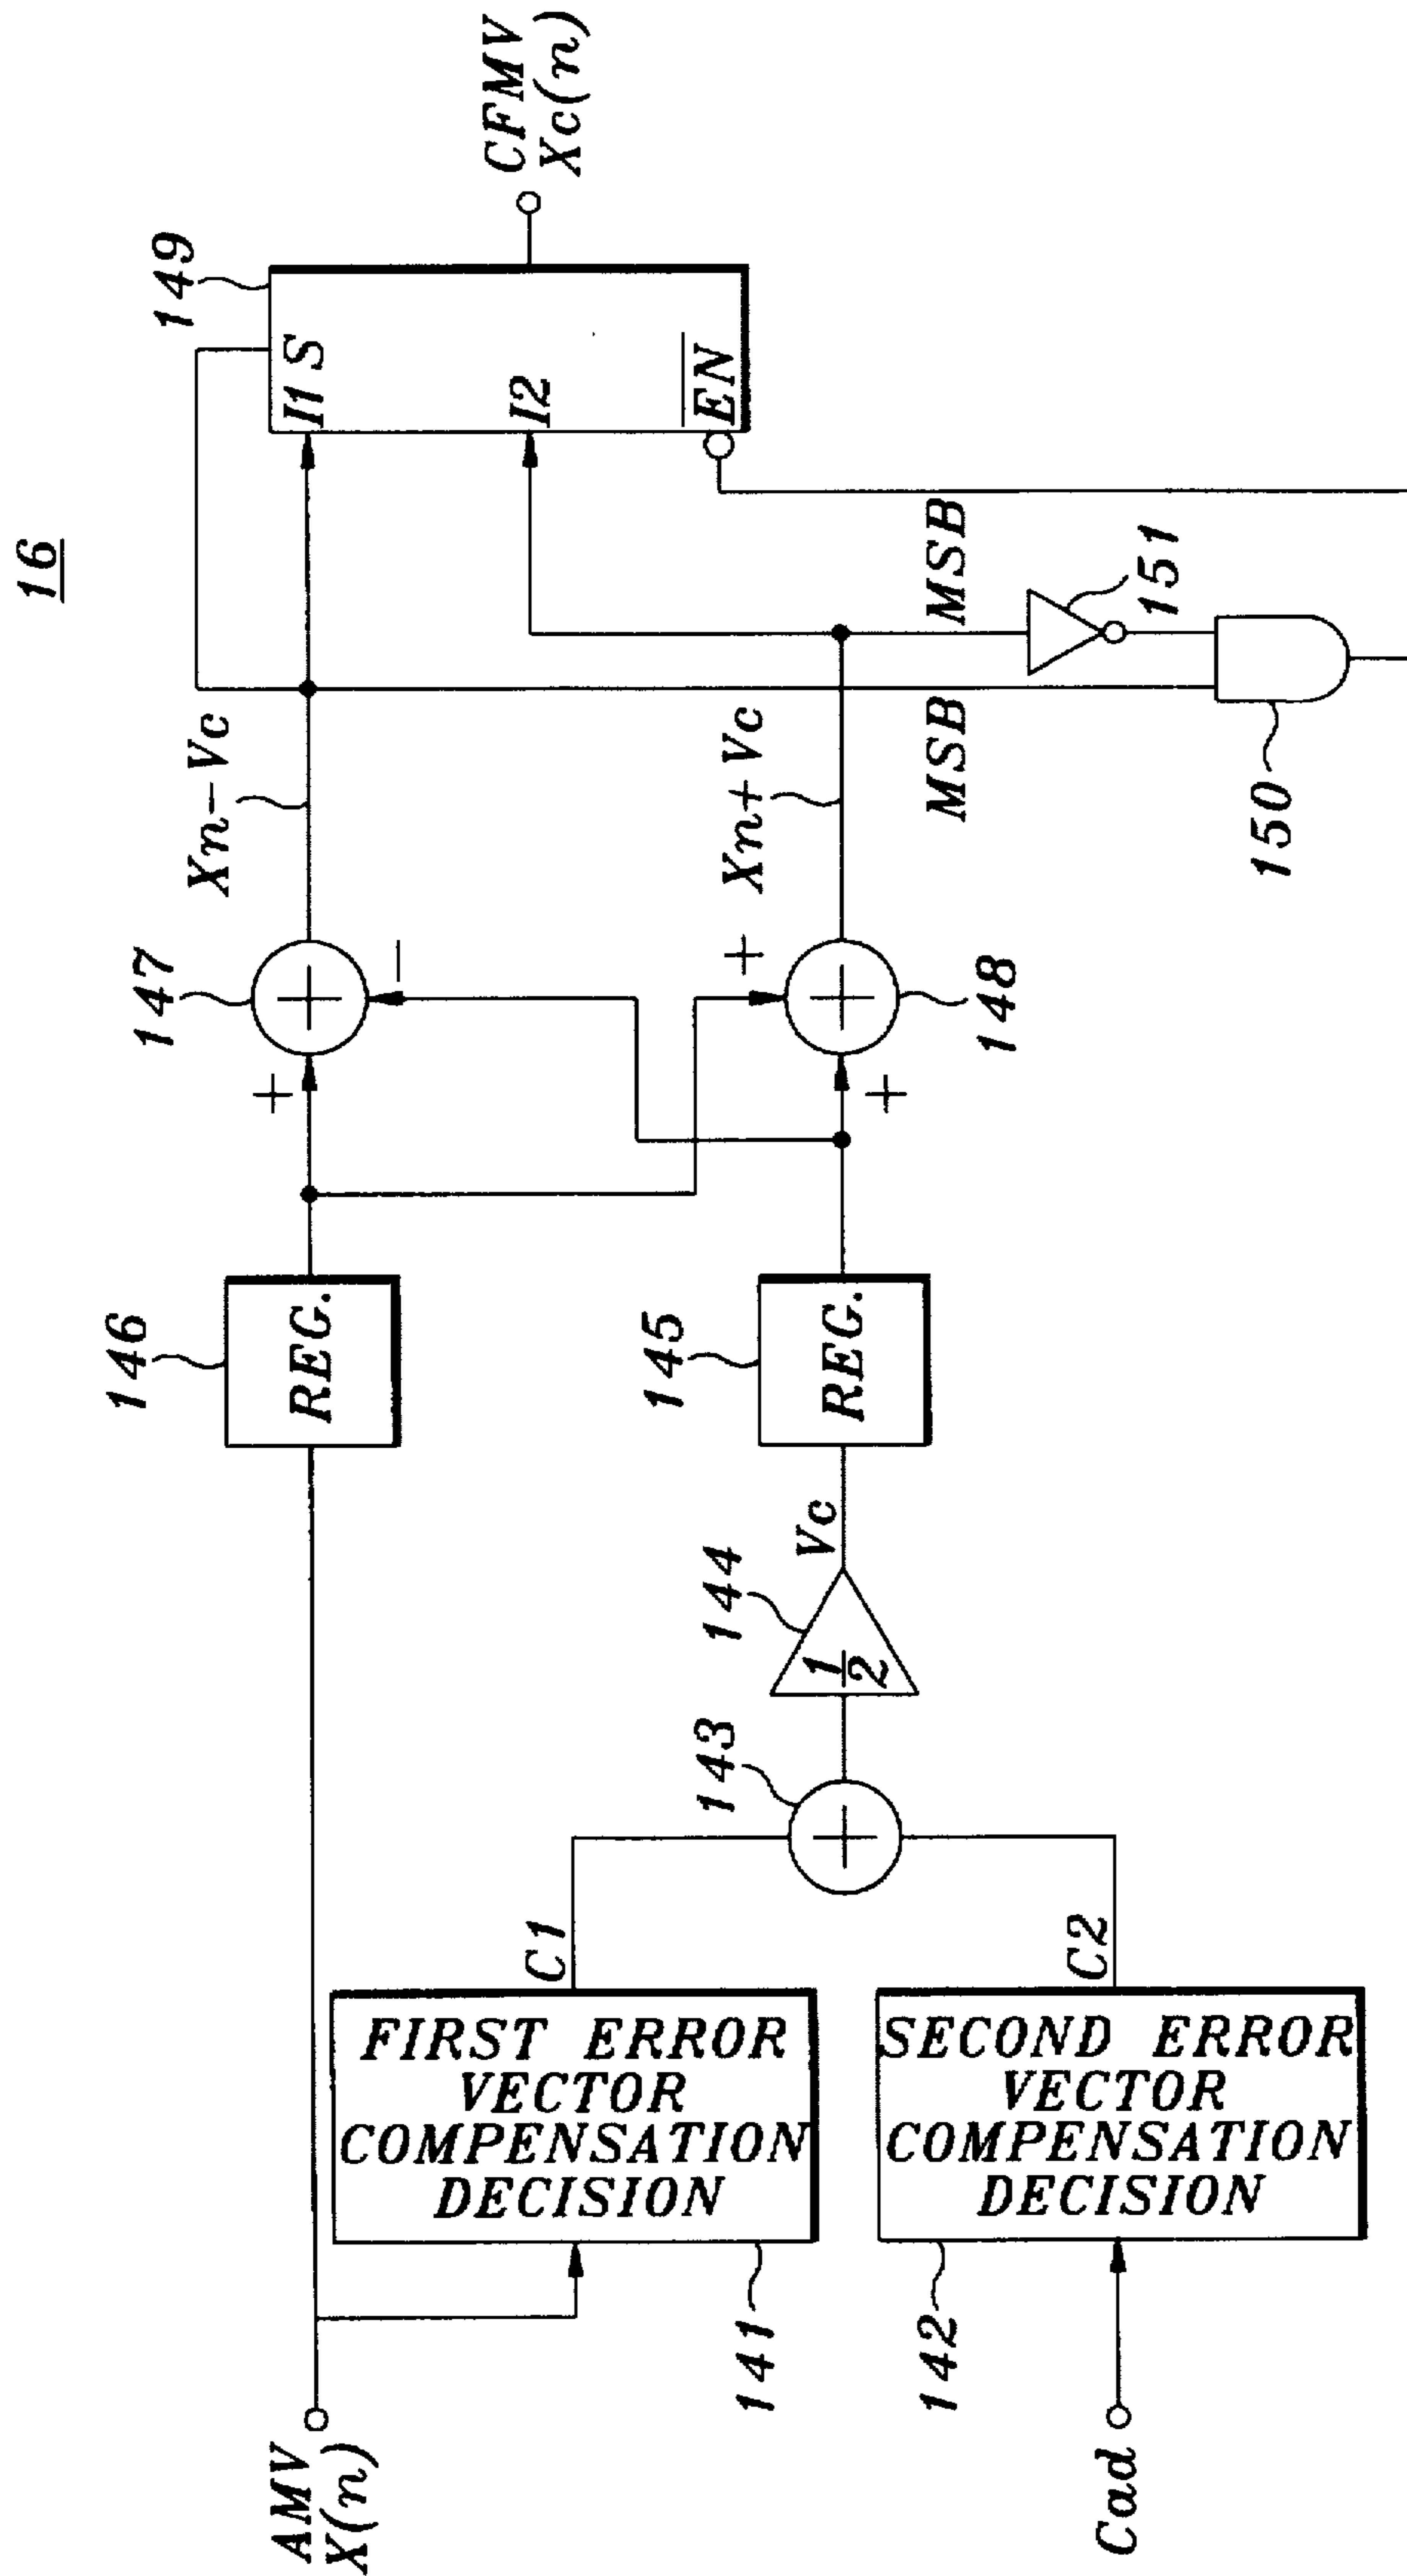 16
AMV
X(n)
Cad
FIRST ERROR
VECTOR
COMPENSATION
DECISION
141
SECOND ERROR
VECTOR
COMPENSATION
DECISION
142
C1
C2
+
143
1
2
144
Vc
REG.
146
REG.
145
+
+
-
147
+
+
+
148
Xn-Vc
Xn+Vc
MSB
MSB
151
150
149
I1 S
I2
EN
CFMV
Xc(n)